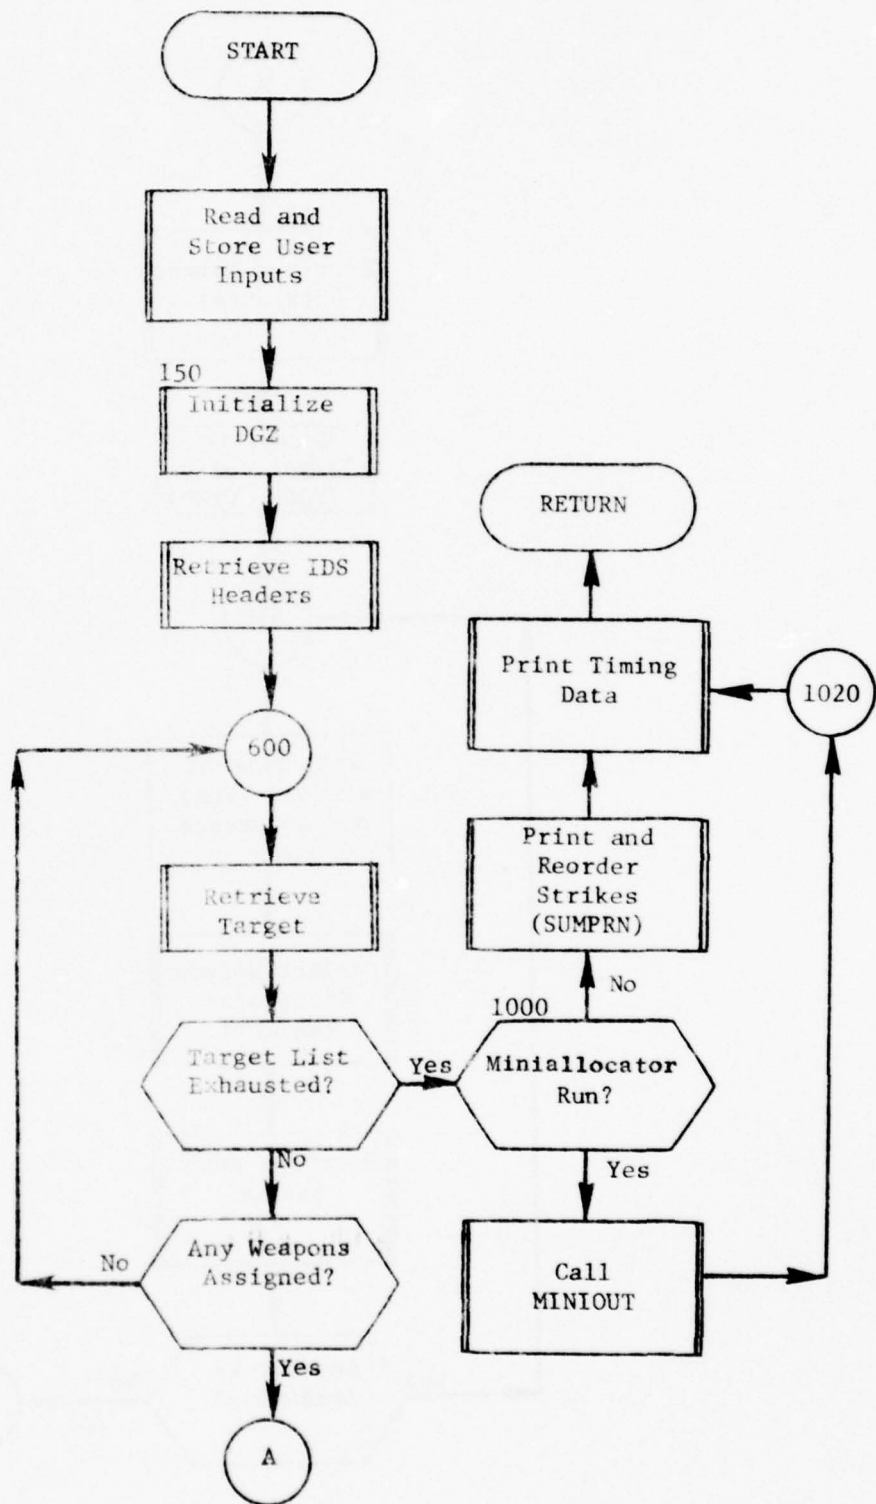 START
Read and
Store User
Inputs
150
Initialize
DGZ
Retrieve IDS
Headers
600
Retrieve
Target
Target List
Exhausted?
Yes
No
Any Weapons
Assigned?
No
Yes
A
RETURN
Print Timing
Data
1020
Print and
Reorder
Strikes
(SUMPRN)
No
1000
Miniallocator
Run?
Yes
Call
MINIOUT